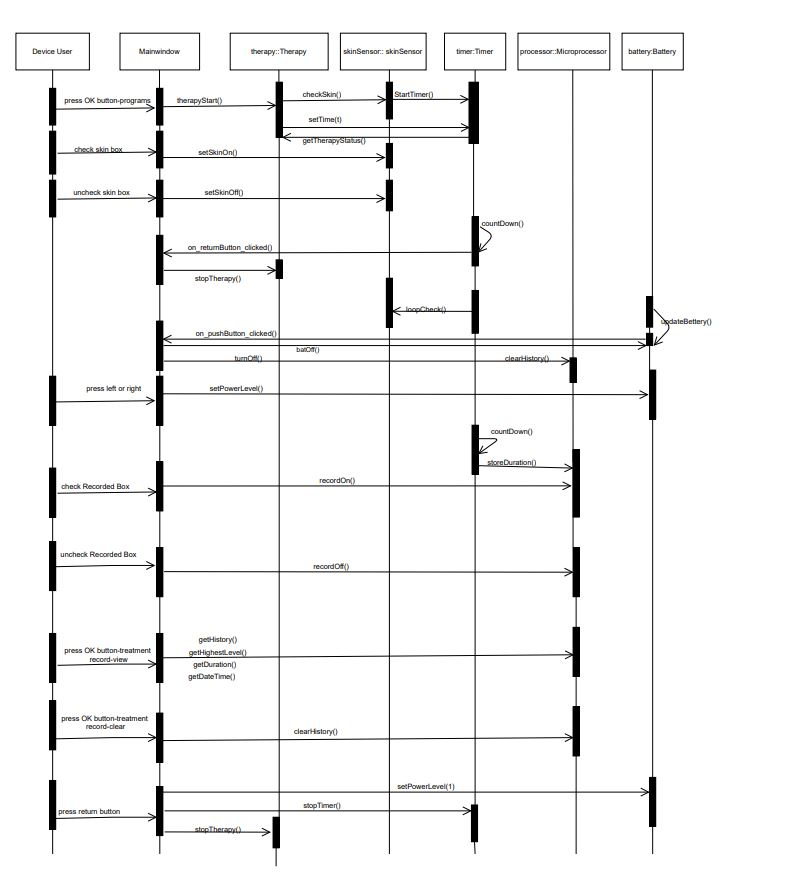 Device User
Mainwindow
therapy::Therapy
skinSensor:: skinSensor
timer:Timer
processor::Microprocessor
battery:Battery
press OK button-programs
therapyStart()
checkSkin()
StartTimer()
setTime(t)
getTherapyStatus()
check skin box
setSkinOn()
uncheck skin box
setSkinOff()
countDown()
on_returnButton_clicked()
stopTherapy()
loopCheck()
updateBettery()
on_pushButton_clicked()
batOff()
turnOff()
clearHistory()
press left or right
setPowerLevel()
countDown()
storeDuration()
check Recorded Box
recordOn()
uncheck Recorded Box
recordOff()
press OK button-treatment
record-view
getHistory()
getHighestLevel()
getDuration()
getDateTime()
press OK button-treatment
record-clear
clearHistory()
setPowerLevel(1)
press return button
stopTimer()
stopTherapy()